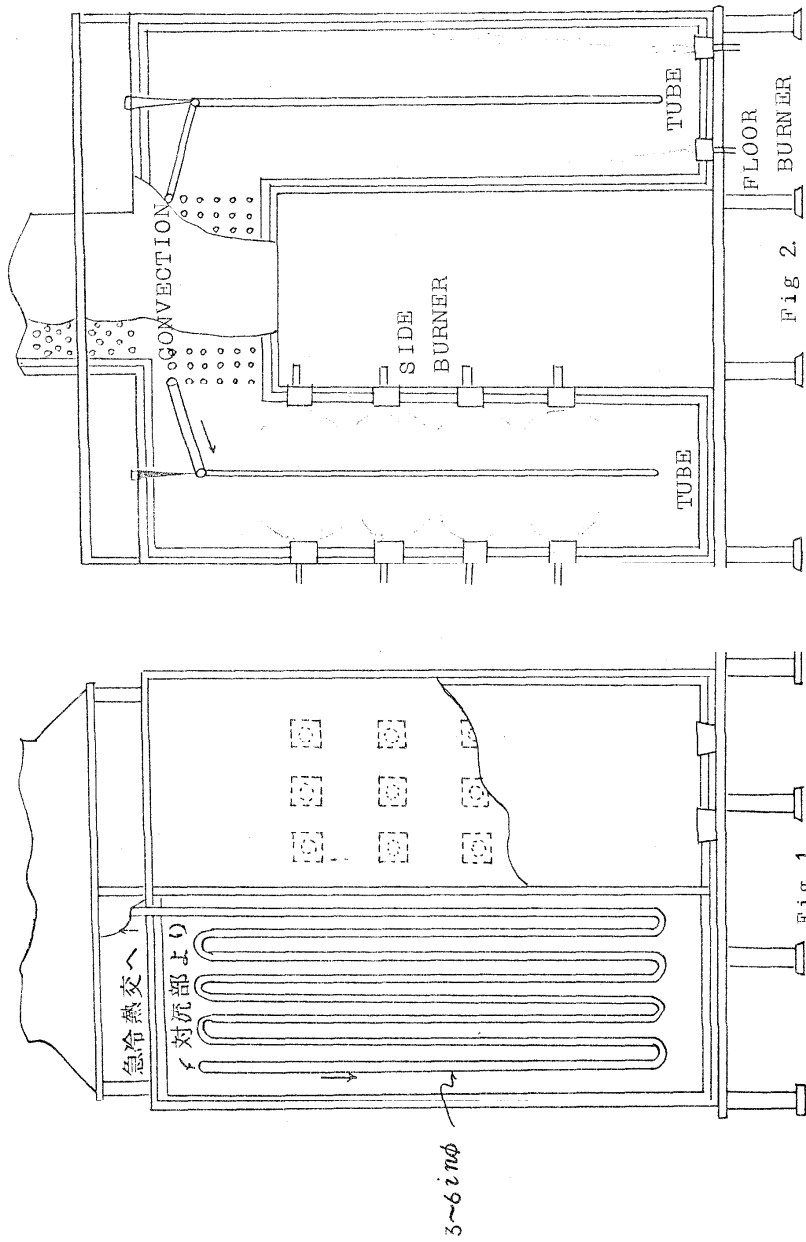 急冷熱交へ
対流部より
3~6inφ
Fig 1
CONVECTION
SIDE
BURNER
TUBE
TUBE
FLOOR
BURNER
Fig 2.